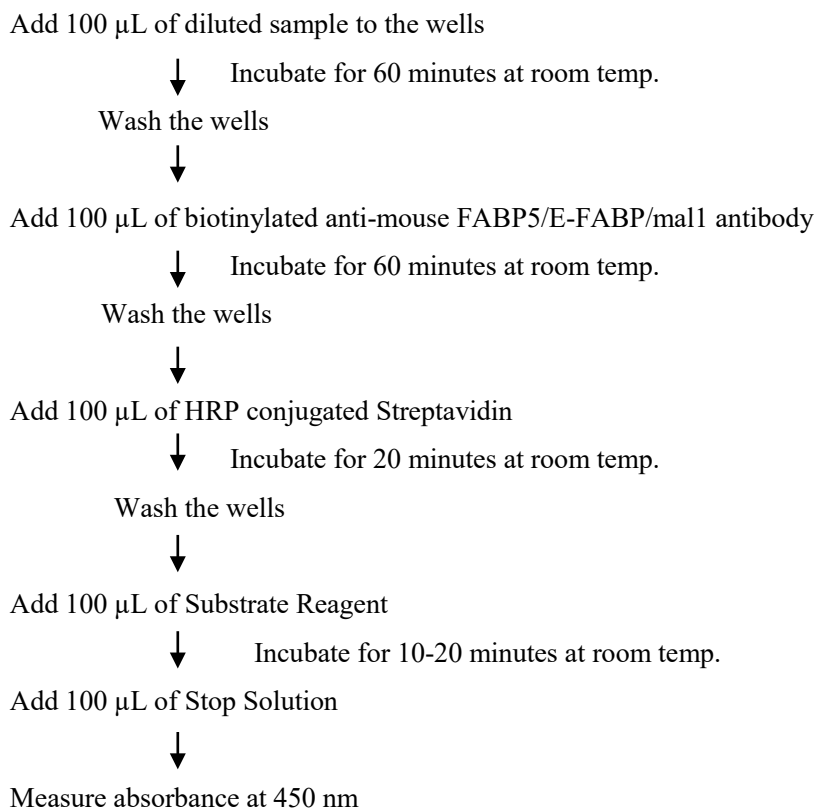 Add 100 µL of diluted sample to the wells
Incubate for 60 minutes at room temp.
Wash the wells
Add 100 µL of biotinylated anti-mouse FABP5/E-FABP/mal1 antibody
Incubate for 60 minutes at room temp.
Wash the wells
Add 100 µL of HRP conjugated Streptavidin
Incubate for 20 minutes at room temp.
Wash the wells
Add 100 µL of Substrate Reagent
Incubate for 10-20 minutes at room temp.
Add 100 µL of Stop Solution
Measure absorbance at 450 nm